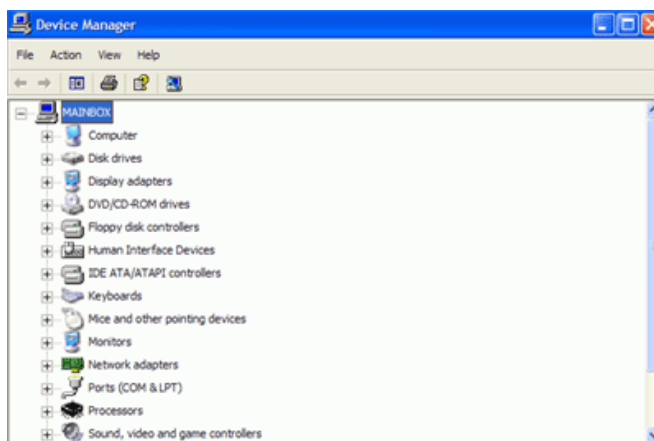 Device Manager
File Action View Help
MAINBOX
Computer
Disk drives
Display adapters
DVD/CD-ROM drives
Floppy disk controllers
Human Interface Devices
IDE ATA/ATAPI controllers
Keyboards
Mice and other pointing devices
Monitors
Network adapters
Ports (COM & LPT)
Processors
Sound, video and game controllers